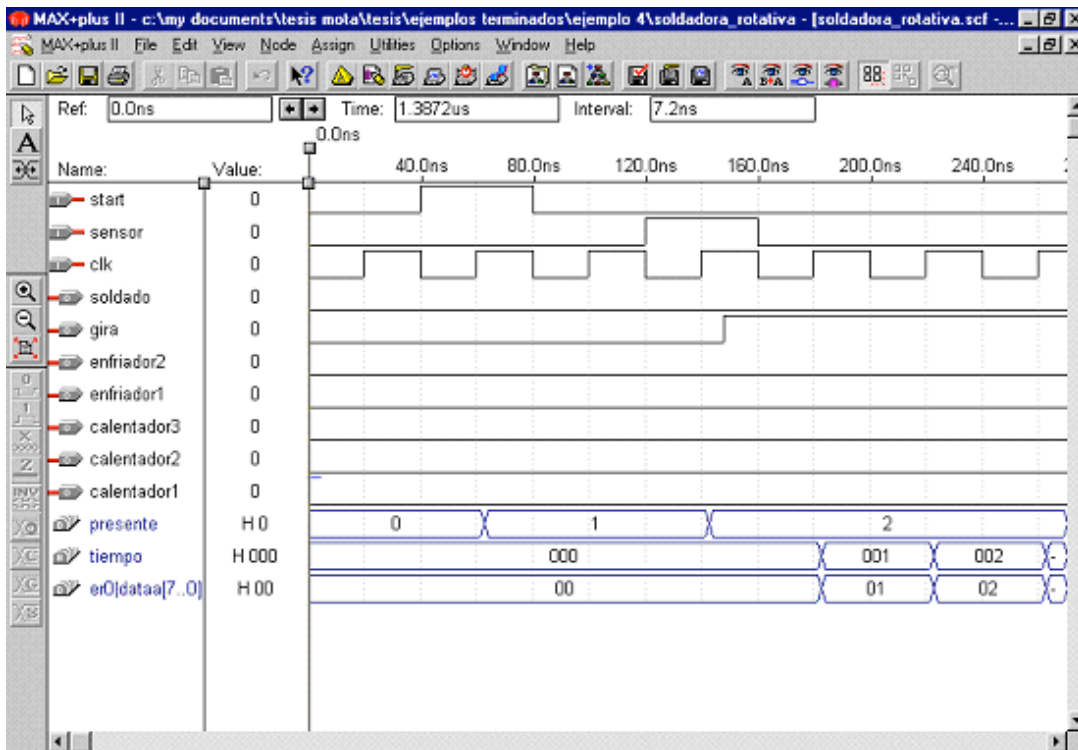 MAX+plus II - c:\my documents\tesis mota\tesis\ejemplos terminados\ejemplo 4\soldadora_rotativa - [soldadora_rotativa.scf -...
MAX+plus II File Edit View Node Assign Utilities Options Window Help
Ref: 0.0ns Time: 1.3872us Interval: 7.2ns
0.0ns
Name: Value: 40.0ns 80.0ns 120.0ns 160.0ns 200.0ns 240.0ns
start 0
sensor 0
clk 0
soldado 0
gira 0
enfriador2 0
enfriador1 0
calentador3 0
calentador2 0
calentador1 0
presente H 0 0 1 2
tiempo H 000 000 001 002 -
er0|dataa[7..0] H 00 00 01 02 -